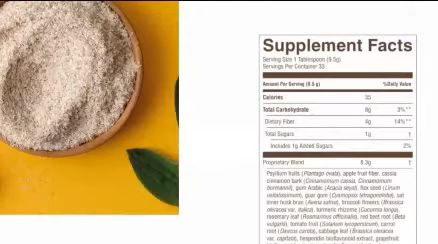 Supplement Facts
Serving Size 1 Tablespoon (9.5g)
Servings Per Container 33
Amount Per Serving (9.5 g) %Daily Value
Calories 35
Total Carbohydrate 8g 3%**
Dietary Fiber 4g 14%**
Total Sugars 1g †
Includes 1g Added Sugars 2%
Proprietary Blend 6.3g †
Psyllium husks (Plantago ovata), apple fruit fiber, cassia
cinnamon bark (Cinnamomum cassia, Cinnamomum
burmannii), gum Arabic (Acacia seyal), flax seed (Linum
usitatissimum), guar gum (Cyamopsis tetragonoloba), oat
inner husk bran (Avena sativa), broccoli flowers (Brassica
oleracea var. italica), turmeric rhizome (Curcuma longa),
rosemary leaf (Rosmarinus officinalis), red beet root (Beta
vulgaris), tomato fruit (Solanum lycopersicum), carrot
root (Daucus carota), cabbage leaf (Brassica oleracea
var. capitata), hesperidin bioflavonoid extract, grapefruit